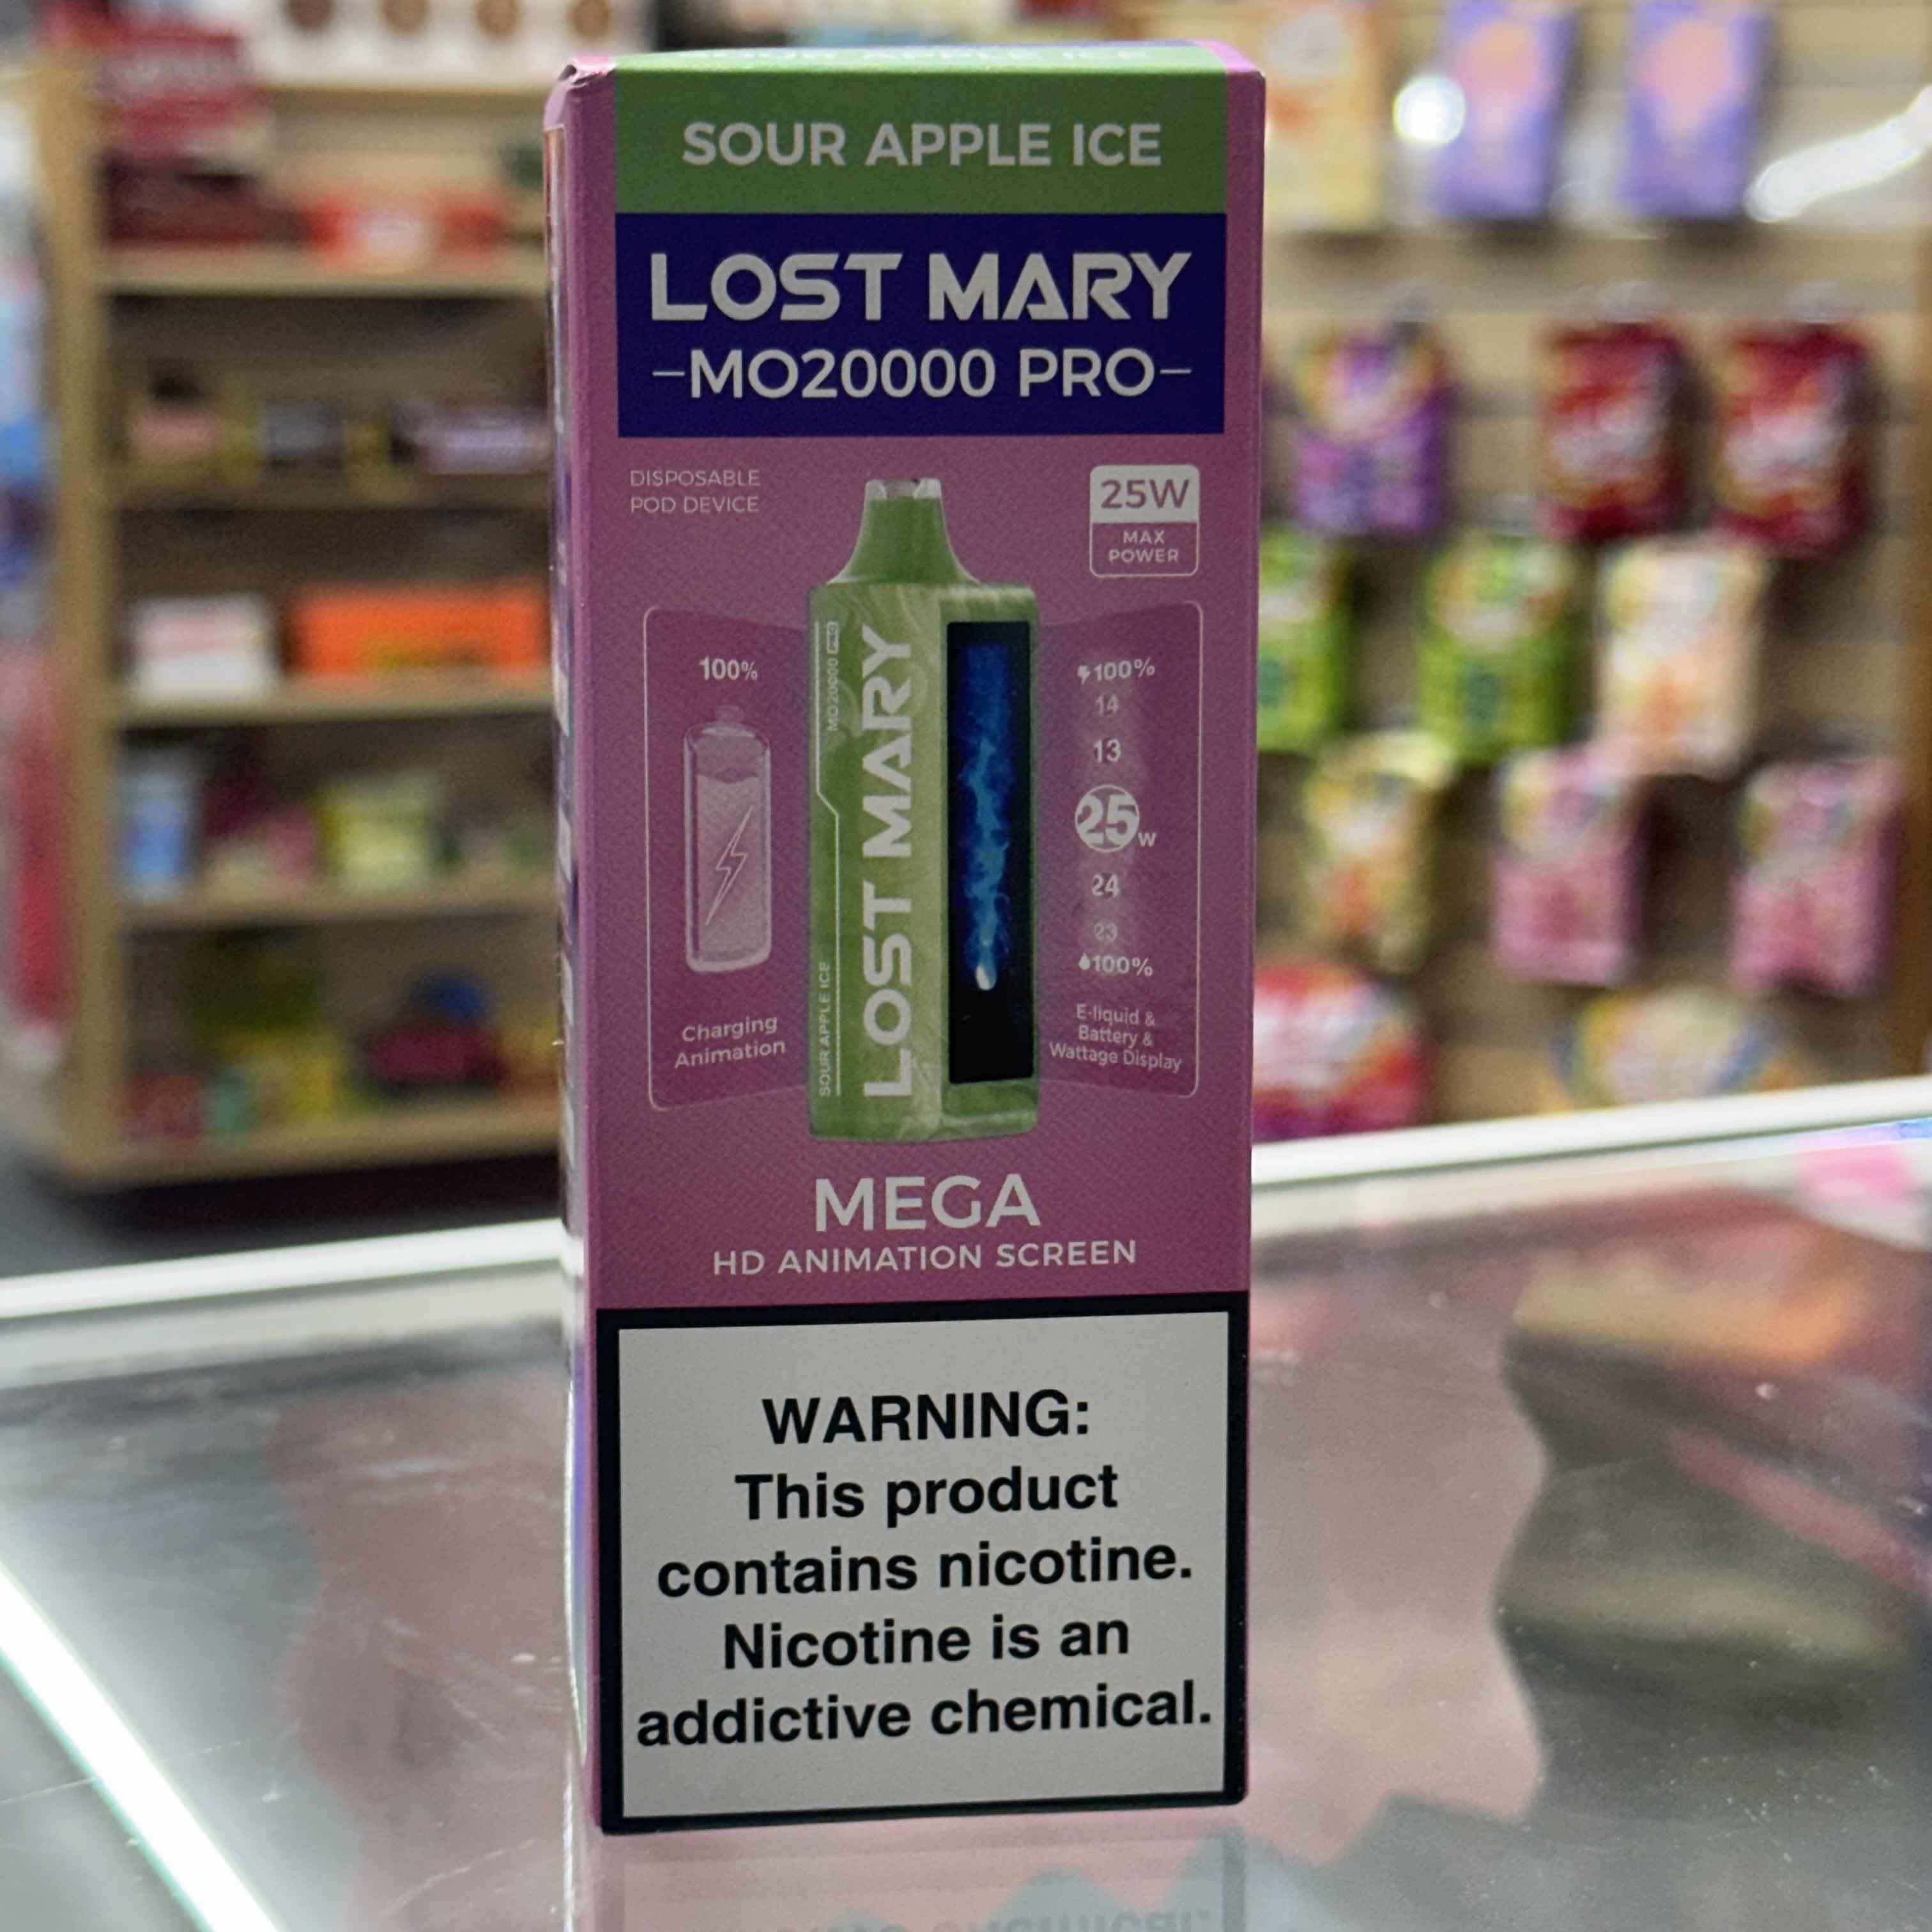 SOUR APPLE ICE
LOST MARY
-MO20000 PRO-
DISPOSABLE
POD DEVICE
25W
MAX
POWER
100%
Charging
Animation
MO20000 PRO
LOST MARY
SOUR APPLE ICE
100%
14
13
25W
24
23
100%
E-liquid &
Battery &
Wattage Display
MEGA
HD ANIMATION SCREEN
WARNING:
This product
contains nicotine.
Nicotine is an
addictive chemical.